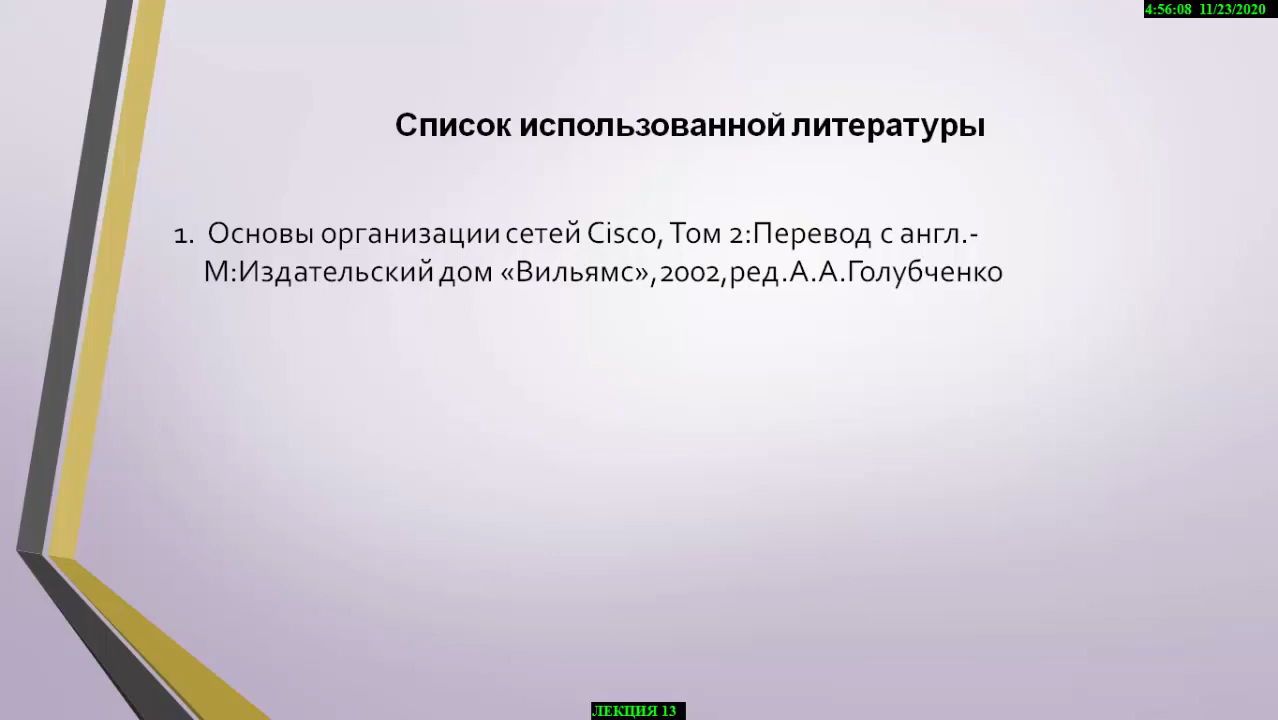 4:56:08 11/23/2020
Список использованной литературы
1. Основы организации сетей Cisco, Том 2:Перевод с англ.-
М:Издательский дом «Вильямс»,2002,ред.А.А.Голубченко
ЛЕКЦИЯ 13